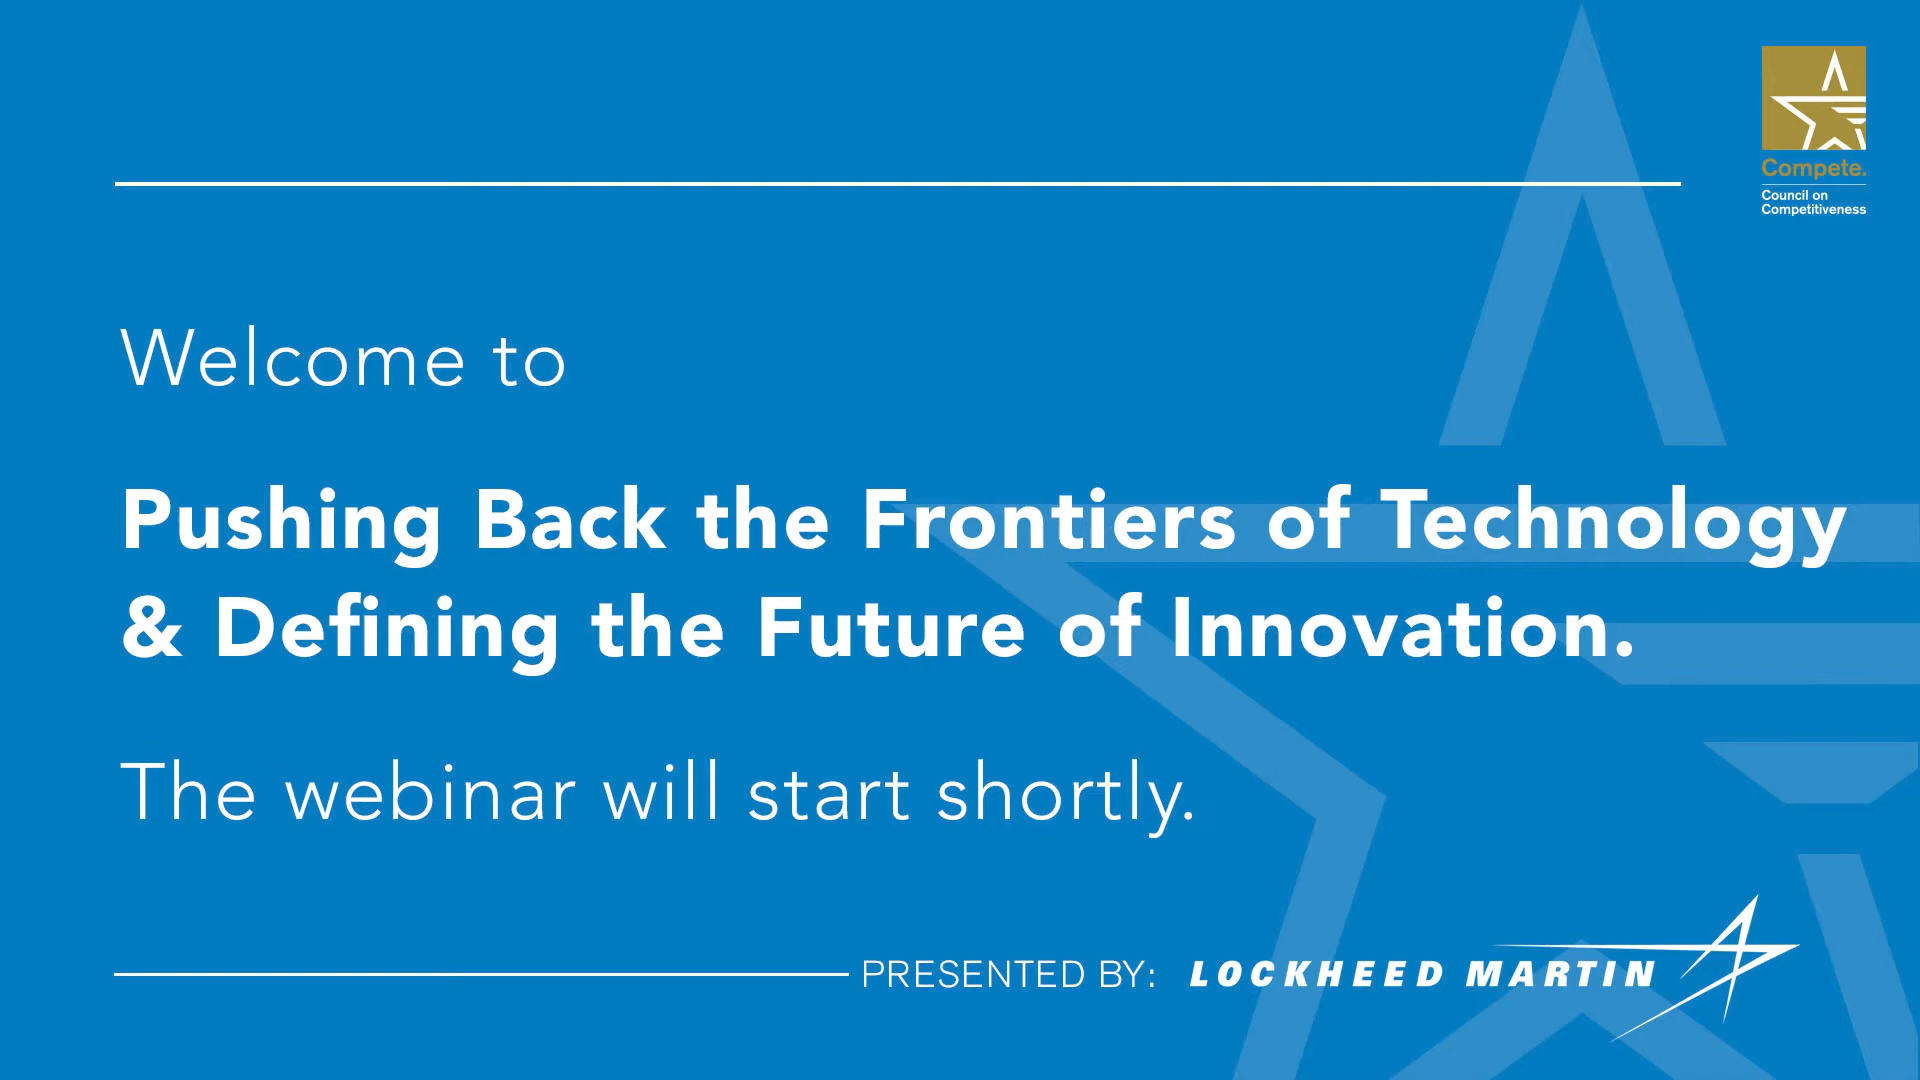 Compete.
Council on
Competitiveness
Welcome to
Pushing Back the Frontiers of Technology
& Defining the Future of Innovation.
The webinar will start shortly.
PRESENTED BY: LOCKHEED MARTIN